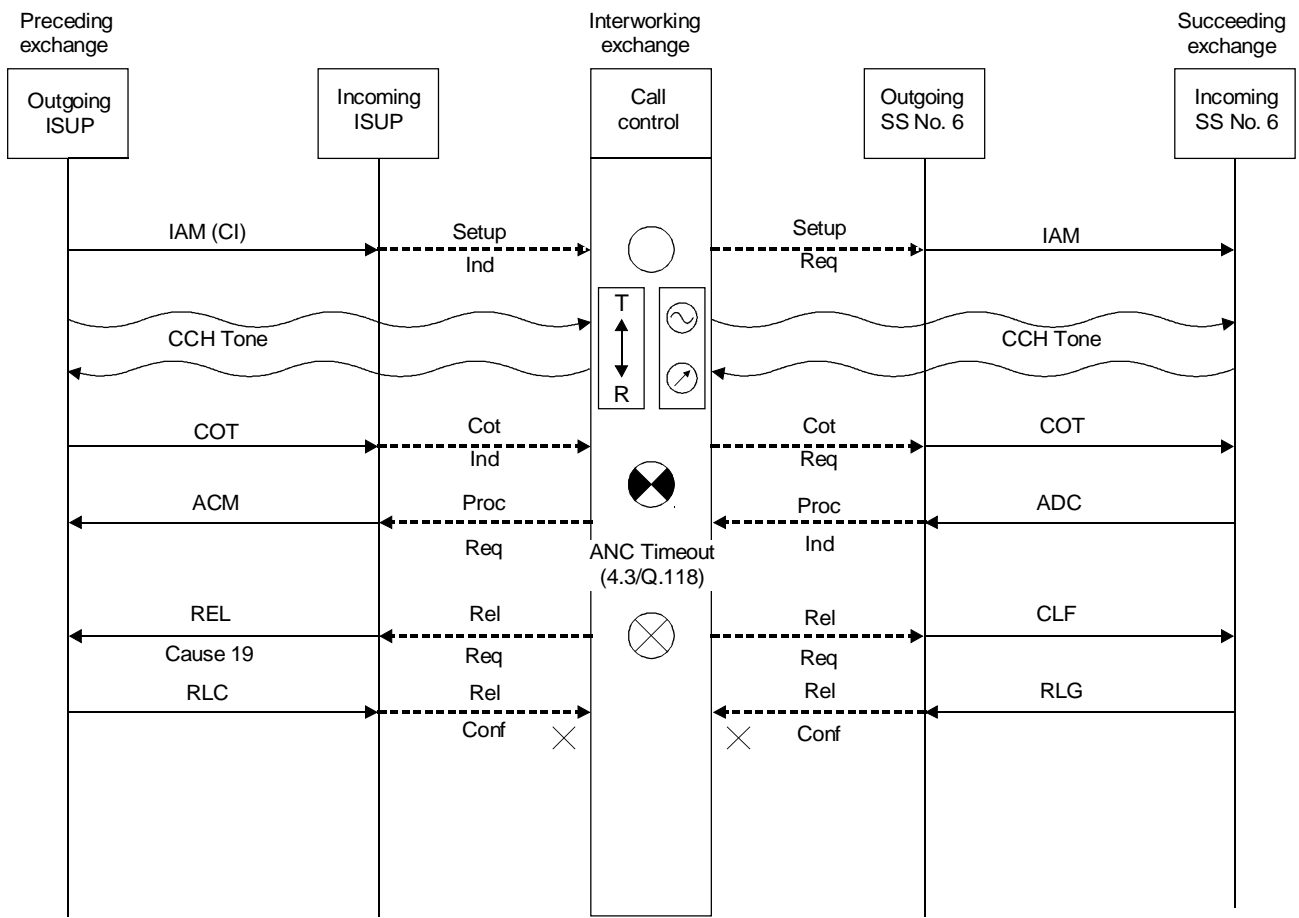 Preceding
exchange
Interworking
exchange
Succeeding
exchange
Outgoing
ISUP
Incoming
ISUP
Call
control
Outgoing
SS No. 6
Incoming
SS No. 6
IAM (CI)
Setup
Ind
Setup
Req
IAM
T
R
CCH Tone
CCH Tone
COT
Cot
Ind
Cot
Req
COT
ACM
Proc
Req
Proc
Ind
ADC
ANC Timeout
(4.3/Q.118)
REL
Cause 19
Rel
Req
Rel
Req
CLF
RLC
Rel
Conf
Rel
Conf
RLG